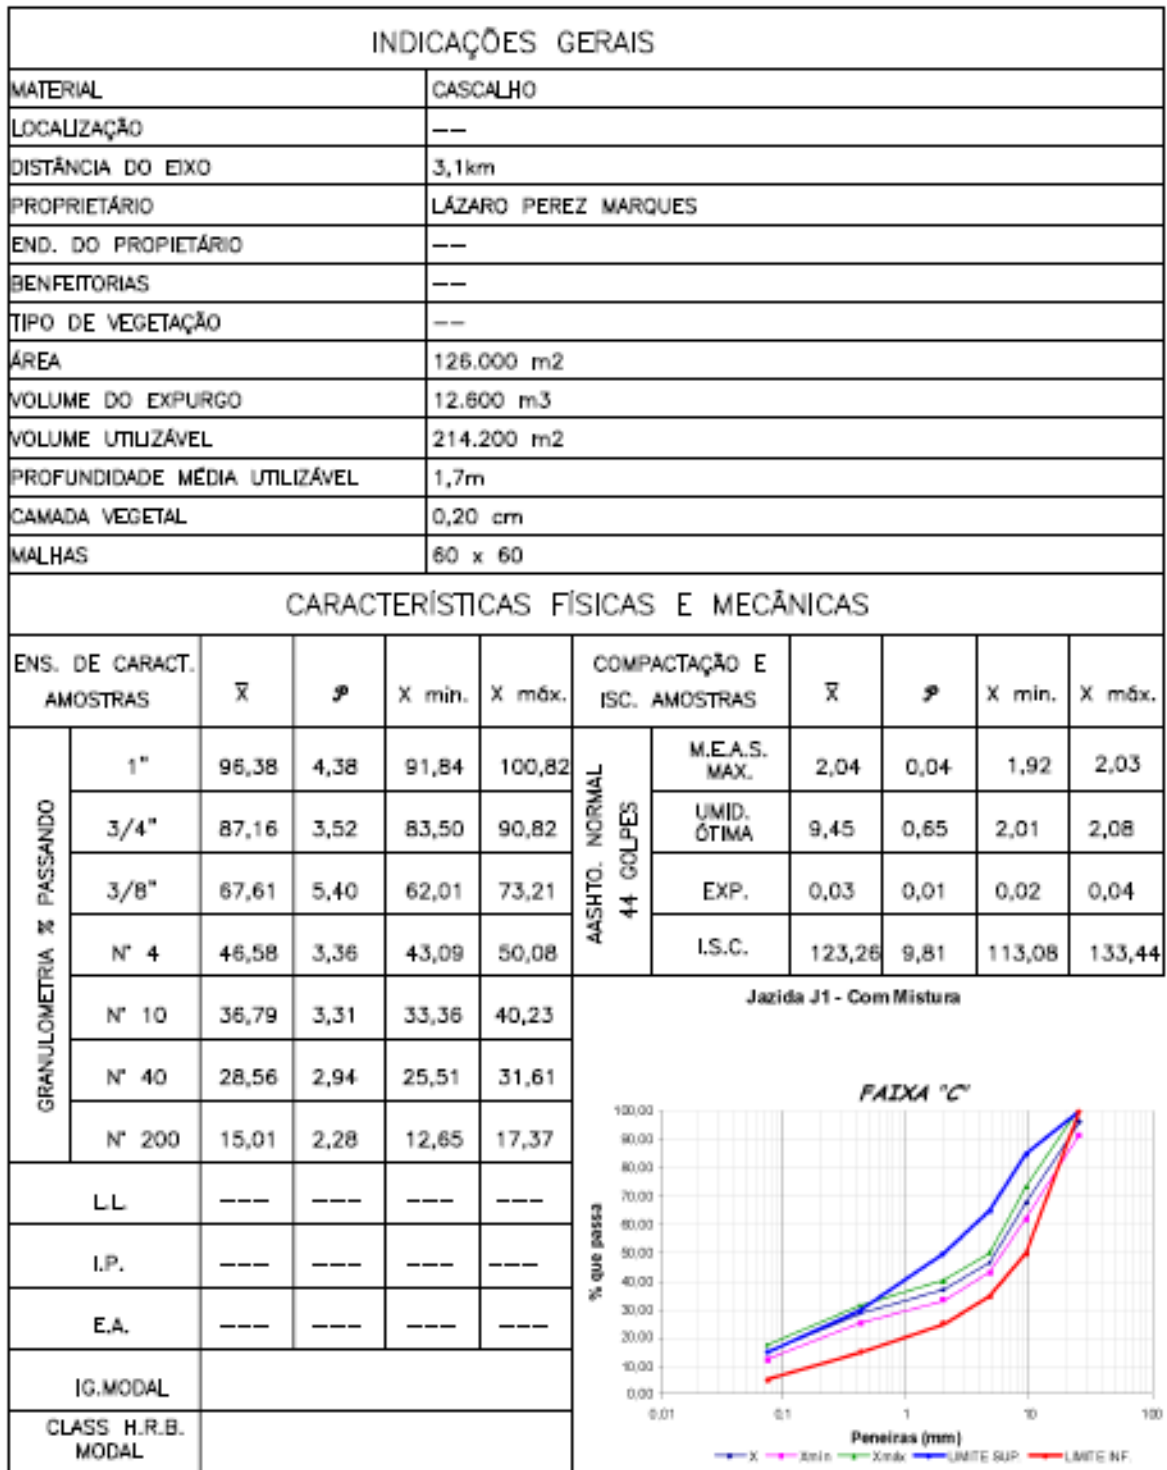 INDICAÇÕES GERAIS
MATERIAL CASCALHO
LOCALIZAÇÃO ––
DISTÂNCIA DO EIXO 3,1km
PROPRIETÁRIO LÁZARO PEREZ MARQUES
END. DO PROPIETÁRIO ––
BENFEITORIAS ––
TIPO DE VEGETAÇÃO ––
ÁREA 126.000 m2
VOLUME DO EXPURGO 12.600 m3
VOLUME UTILIZÁVEL 214.200 m2
PROFUNDIDADE MÉDIA UTILIZÁVEL 1,7m
CAMADA VEGETAL 0,20 cm
MALHAS 60 x 60
CARACTERÍSTICAS FÍSICAS E MECÂNICAS
ENS. DE CARACT. AMOSTRAS X̅ 𝒫 X mín. X máx.
GRANULOMETRIA % PASSANDO
1" 96,38 4,38 91,84 100,82
3/4" 87,16 3,52 83,50 90,82
3/8" 67,61 5,40 62,01 73,21
N° 4 46,58 3,36 43,09 50,08
N° 10 36,79 3,31 33,36 40,23
N° 40 28,56 2,94 25,51 31,61
N° 200 15,01 2,28 12,65 17,37
L.L. ––– ––– ––– –––
I.P. ––– ––– ––– –––
E.A. ––– ––– ––– –––
IG.MODAL
CLASS H.R.B. MODAL
COMPACTAÇÃO E ISC. AMOSTRAS X̅ 𝒫 X mín. X máx.
AASHTO. NORMAL 44 GOLPES
M.E.A.S. MAX. 2,04 0,04 1,92 2,03
UMID. ÓTIMA 9,45 0,65 2,01 2,08
EXP. 0,03 0,01 0,02 0,04
I.S.C. 123,26 9,81 113,08 133,44
Jazida J1 - Com Mistura
FAIXA "C"
% que passa
100,00
90,00
80,00
70,00
60,00
50,00
40,00
30,00
20,00
10,00
0,00
0,01 0,1 1 10 100
Peneiras (mm)
X Xmin Xmáx LIMITE SUP. LIMITE INF.